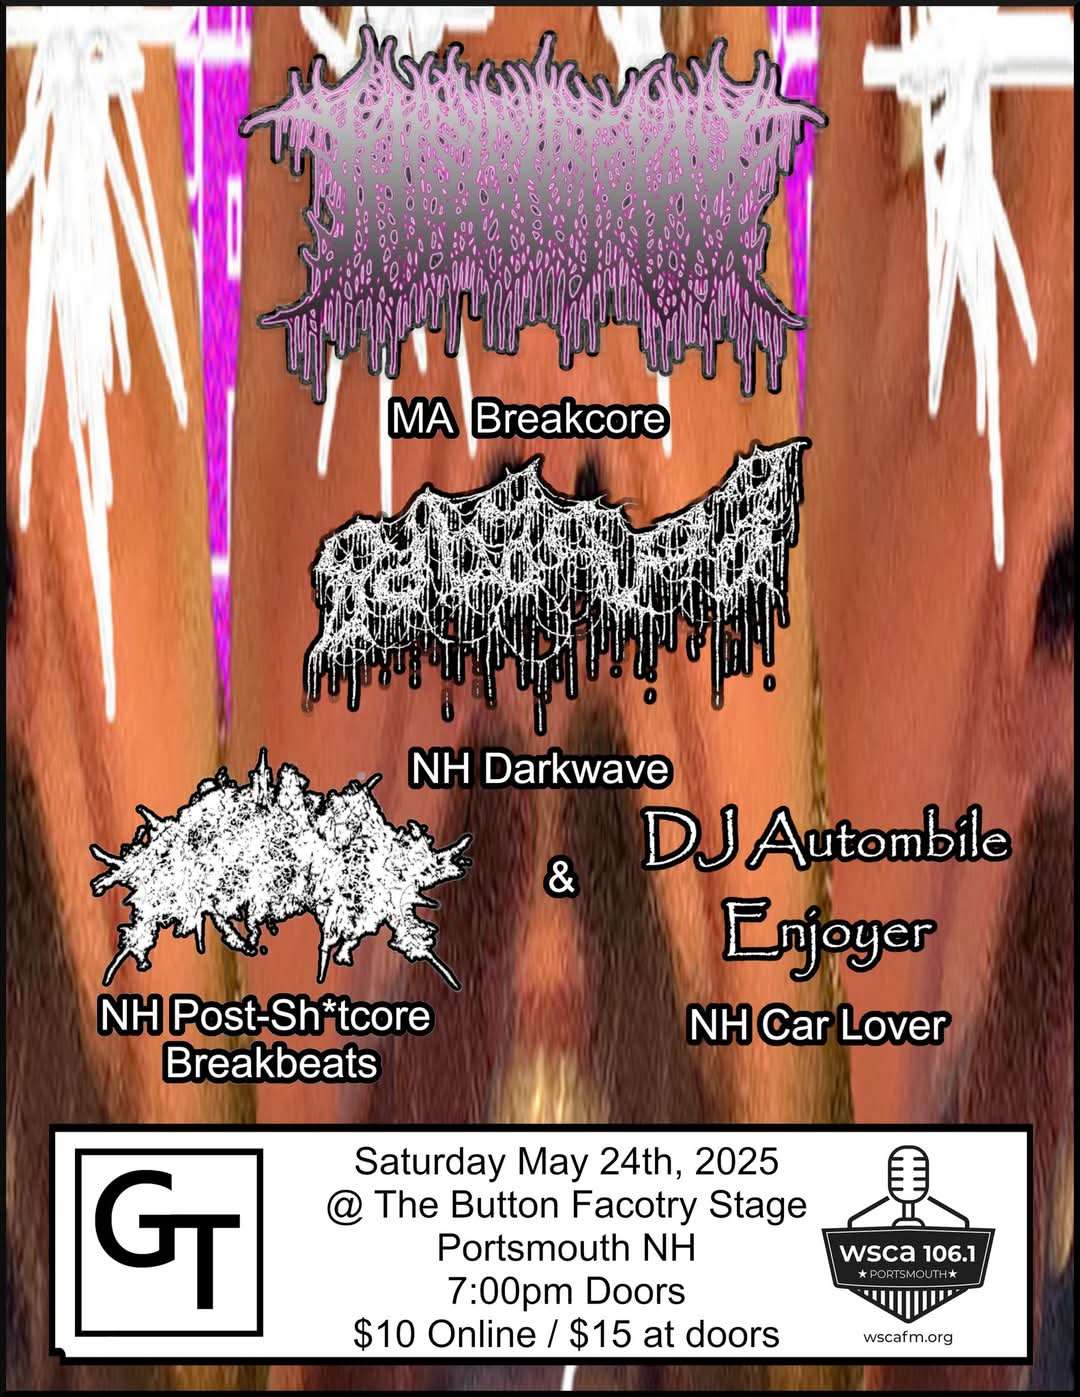 MA Breakcore
NH Darkwave
&
DJ Autombile
Enjoyer
NH Post-Sh*tcore
Breakbeats
NH Car Lover
GT
Saturday May 24th, 2025
@ The Button Facotry Stage
Portsmouth NH
7:00pm Doors
$10 Online / $15 at doors
wsca 106.1
★PORTSMOUTH★
wscafm.org